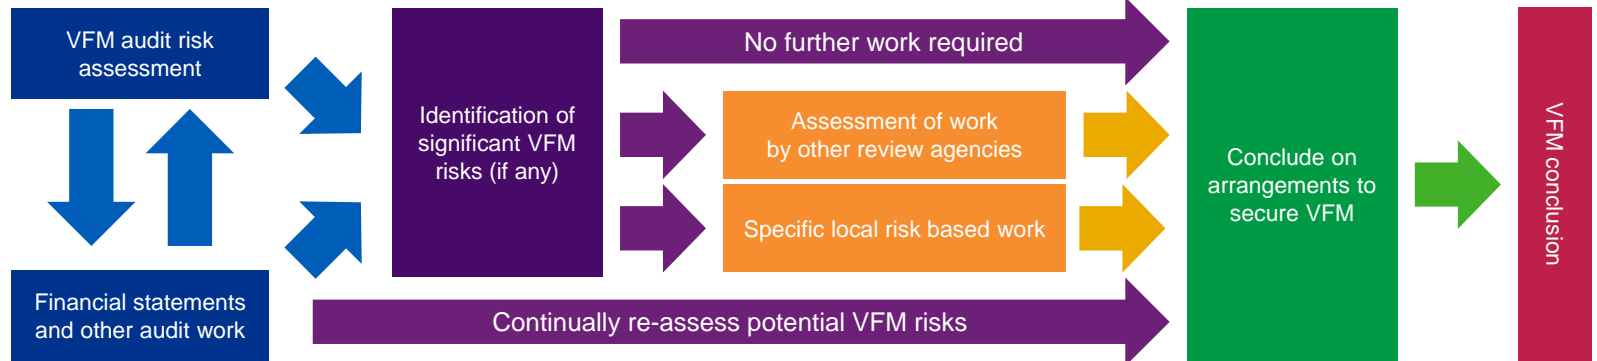 VFM audit risk
assessment
Financial statements
and other audit work
Identification of
significant VFM
risks (if any)
No further work required
Assessment of work
by other review agencies
Specific local risk based work
Continually re-assess potential VFM risks
Conclude on
arrangements to
secure VFM
VFM conclusion